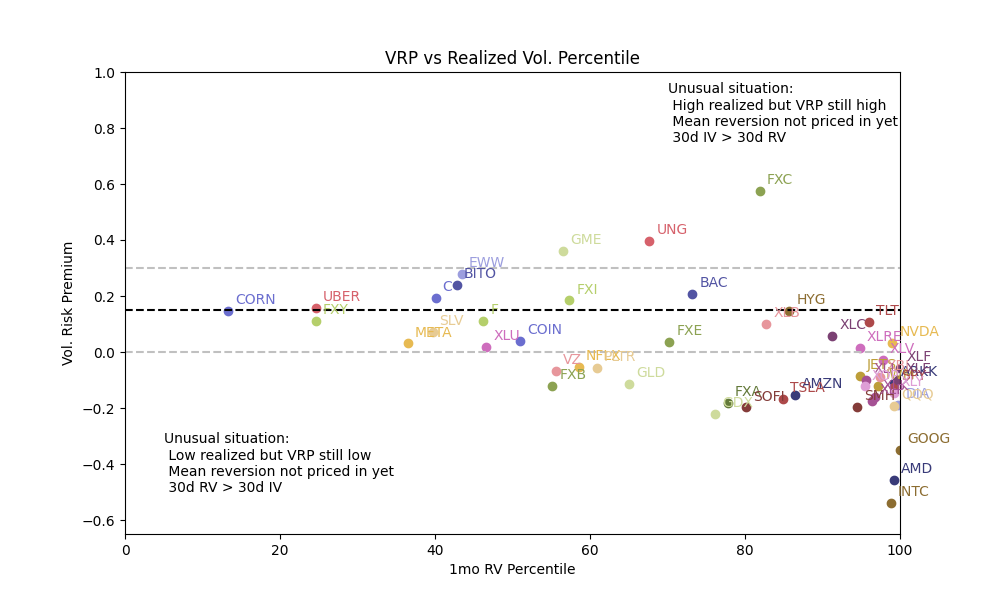 VRP vs Realized Vol. Percentile
Unusual situation:
High realized but VRP still high
Mean reversion not priced in yet
30d IV > 30d RV
1.0
0.8
0.6
0.4
0.2
0.0
−0.2
−0.4
−0.6
Vol. Risk Premium
FXC
UNG
GME
EWW
BITO
C
FXI
BAC
CORN
UBER
FXY
HYG
TLT
F
SLV
XLC
META
XLU
COIN
FXE
XLRE
NVDA
XLV
XLF
VZ
NFLX
FXB
GLD
FXA
SOFI
TSLA
AMZN
SMH
XLY
DIA
QQQ
GOOG
AMD
INTC
Unusual situation:
Low realized but VRP still low
Mean reversion not priced in yet
30d RV > 30d IV
0
20
40
60
80
100
1mo RV Percentile